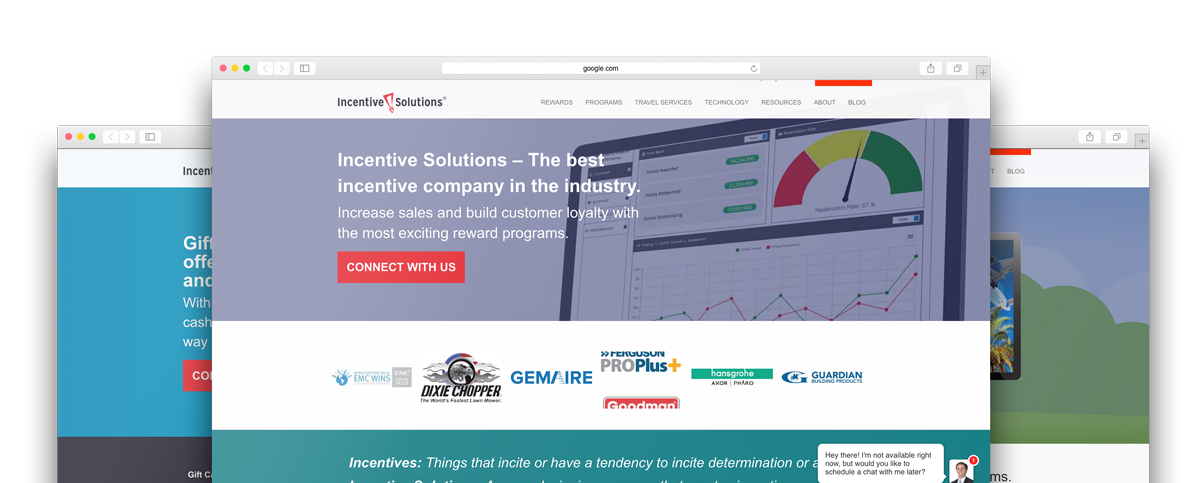 google.com
Incentive Solutions®
REWARDS PROGRAMS TRAVEL SERVICES TECHNOLOGY RESOURCES ABOUT BLOG
Incentive Solutions – The best
incentive company in the industry.
Increase sales and build customer loyalty with
the most exciting reward programs.
CONNECT WITH US
Points Awarded
Points Redeemed
Points Outstanding
Redemption Rate
Redemption Rate: 57 %
EMC WINS
EMC
DIXIE CHOPPER
The World's Fastest Lawn Mower.
GEMAIRE
FERGUSON
PROPlus+
Goodman
hansgrohe
AXOR | PHARO
GUARDIAN
BUILDING PRODUCTS
Incentives: Things that incite or have a tendency to incite determination or a
Hey there! I'm not available right
now, but would you like to
schedule a chat with me later?
1
Incent
Gift
offe
and
With
cash
way
CO
Gift Ca
T BLOG
ms.